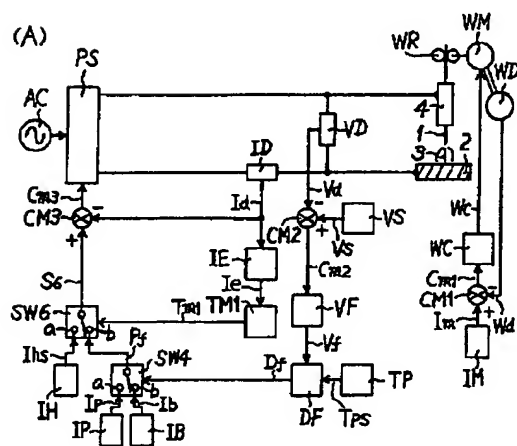 (A)
PS
WR
WM
WD
AC
4
VD
1
ID
3
(A)
2
Cm3
Id
Vd
Wc
CM3
-
+
CM2
-
+
VS
Vs
WC
IE
Cm2
Cm1
S6
Ie
CM1
-
+
Wd
SW6
Tm1
TM1
VF
Im
a
b
Pf
Vf
IM
Ihs
SW4
Df
TP
IH
a
b
Ip
Ib
DF
Tps
IP
IB